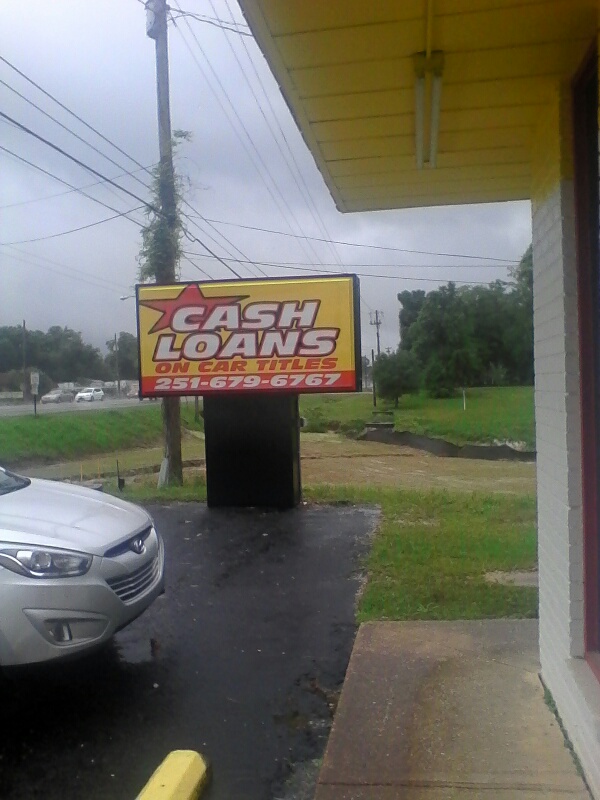 CASH
LOANS
ON CAR TITLES
251-679-6767